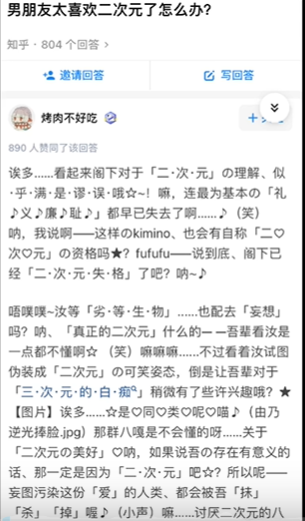 男朋友太喜欢二次元了怎么办?
知乎 · 804 个回答 >
邀请回答
写回答
烤肉不好吃
890 人赞同了该回答
诶多……看起来阁下对于「二·次·元」的理解、似
·乎·满·是·谬·误·哦☆~！嘛，连最为基本的「礼
♪义♪廉♪耻♪」都早已失去了啊……♪（笑）
呐，我说啊——这样のkimino、也会有自称「二♡
次♡元」的资格吗★？fufufu——说到底、阁下已
经「二·次·元·失·格」了吧？呐~♪
唔噗噗~汝等「劣·等·生·物」……也配去「妄想」
吗？呐、「真正的二次元」什么的— —吾辈看汝是
一点都不懂啊☆ （笑）嘛嘛嘛……不过看着汝试图
伪装成「二次元」的可笑姿态，倒是让吾辈对于
「三·次·元·的·白·痴」稍微有了些许兴趣哦？★
【图片】诶多……☆是♡同♡类♡呢♡喵♪（由乃
逆光捧脸.jpg）那群八嘎是不会懂的呀……关于
「二次元の美好」♡呐，如果说吾の存在有意义的
话、那一定是因为「二·次·元」吧☆？所以呢——
妄图污染这份「爱」的人类、都会被吾「抹」
「杀」「掉」喔♪（小声）嘛……讨厌二次元的八